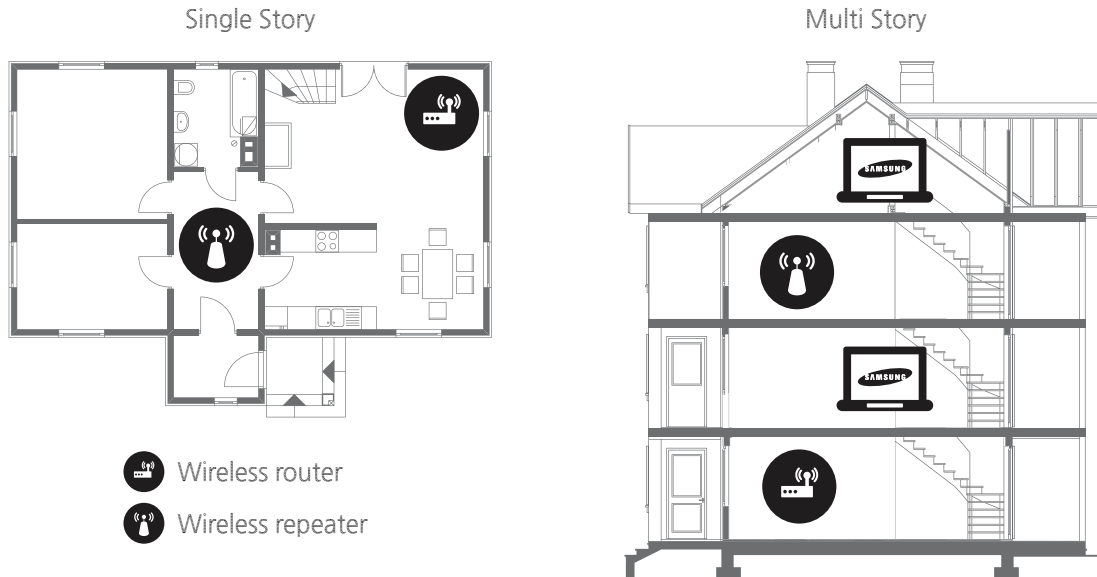 Single Story
Multi Story
SAMSUNG
SAMSUNG
Wireless router
Wireless repeater